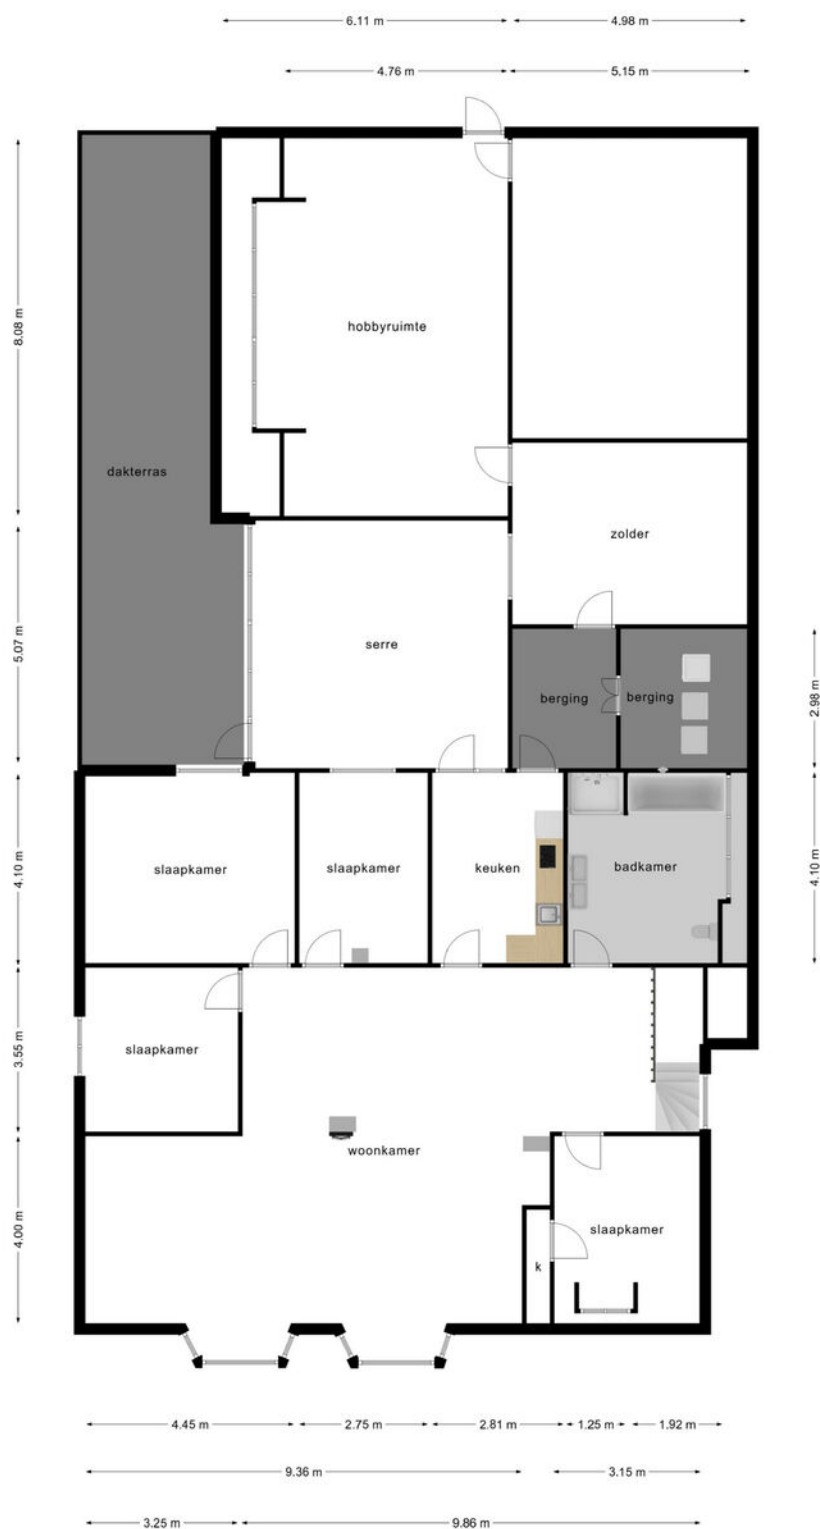 6.11 m
4.98 m
4.76 m
5.15 m
8.08 m
hobbyruimte
dakterras
zolder
5.07 m
serre
berging
berging
2.98 m
4.10 m
slaapkamer
slaapkamer
keuken
badkamer
4.10 m
3.55 m
slaapkamer
woonkamer
4.00 m
slaapkamer
k
4.45 m
2.75 m
2.81 m
1.25 m
1.92 m
9.36 m
3.15 m
3.25 m
9.86 m